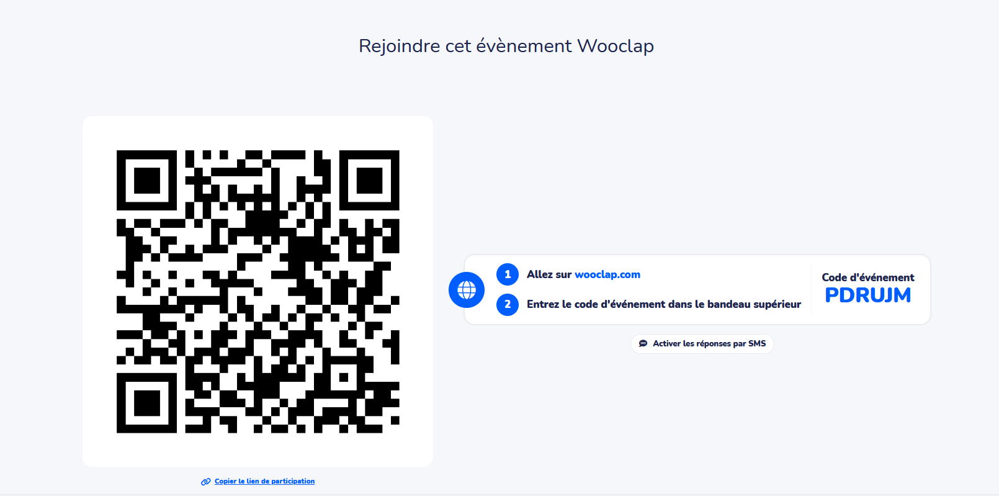 Rejoindre cet évènement Wooclap
1 Allez sur wooclap.com
2 Entrez le code d'événement dans le bandeau supérieur
Code d'événement
PDRUJM
SMS Activer les réponses par SMS
Copier le lien de participation